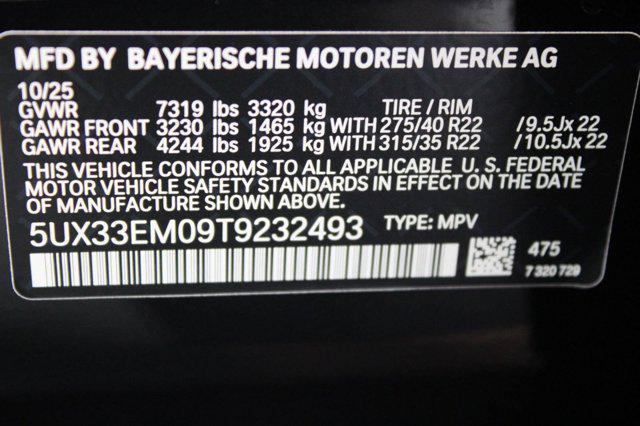 MFD BY BAYERISCHE MOTOREN WERKE AG
10/25
GVWR 7319 lbs 3320 kg TIRE / RIM
GAWR FRONT 3230 lbs 1465 kg WITH 275/40 R22 /9.5Jx 22
GAWR REAR 4244 lbs 1925 kg WITH 315/35 R22 /10.5Jx 22
THIS VEHICLE CONFORMS TO ALL APPLICABLE U. S. FEDERAL
MOTOR VEHICLE SAFETY STANDARDS IN EFFECT ON THE DATE
OF MANUFACTURE SHOWN ABOVE.
5UX33EM09T9232493 TYPE: MPV
475
7 320 729